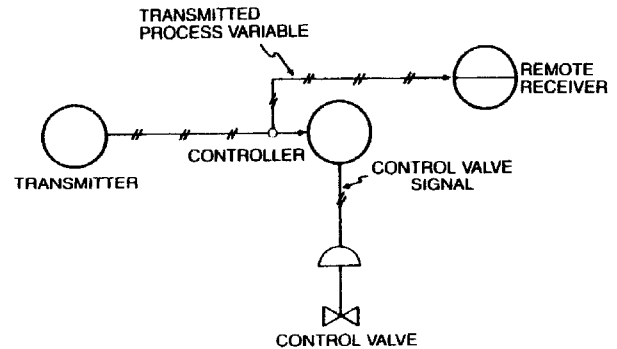 TRANSMITTED
PROCESS VARIABLE
REMOTE
RECEIVER
CONTROLLER
TRANSMITTER
CONTROL VALVE
SIGNAL
CONTROL VALVE